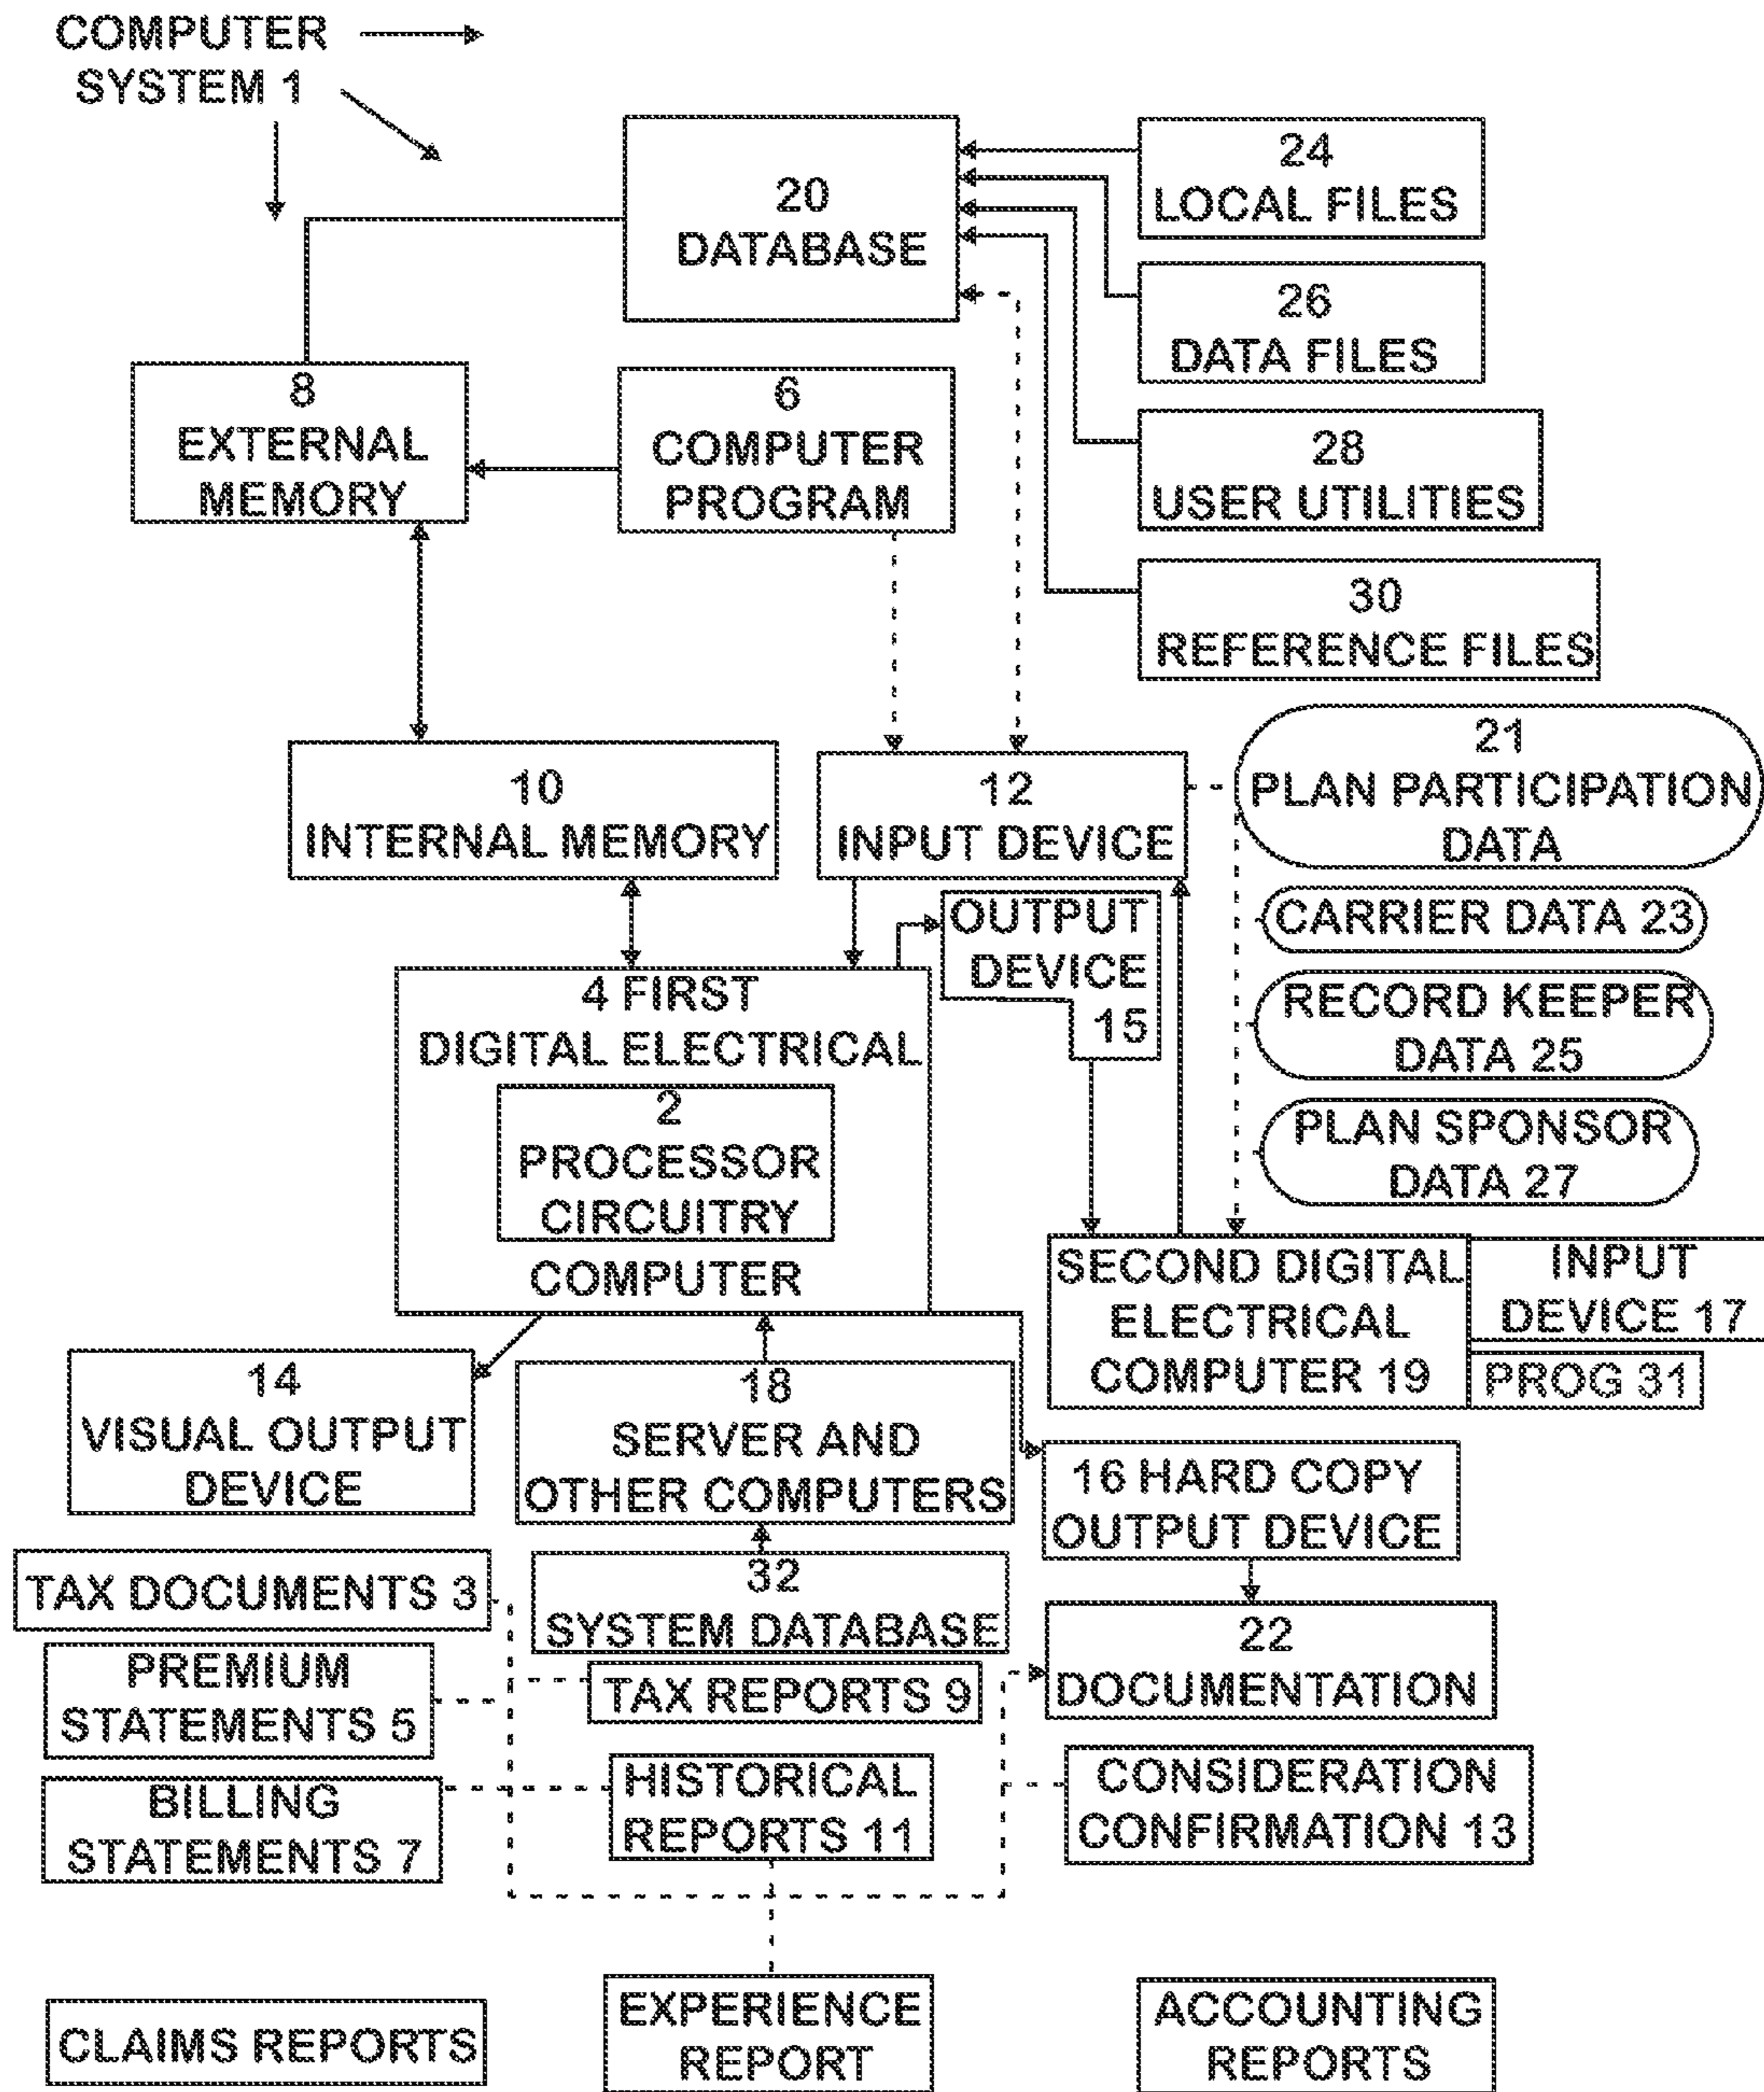 COMPUTER
SYSTEM 1
20
DATABASE
24
LOCAL FILES
26
DATA FILES
28
USER UTILITIES
30
REFERENCE FILES
8
EXTERNAL
MEMORY
6
COMPUTER
PROGRAM
10
INTERNAL MEMORY
12
INPUT DEVICE
21
PLAN PARTICIPATION
DATA
CARRIER DATA 23
RECORD KEEPER
DATA 25
PLAN SPONSOR
DATA 27
OUTPUT
DEVICE
15
4 FIRST
DIGITAL ELECTRICAL
2
PROCESSOR
CIRCUITRY
COMPUTER
SECOND DIGITAL
ELECTRICAL
COMPUTER 19
INPUT
DEVICE 17
PROG 31
14
VISUAL OUTPUT
DEVICE
18
SERVER AND
OTHER COMPUTERS
16 HARD COPY
OUTPUT DEVICE
TAX DOCUMENTS 3
32
SYSTEM DATABASE
22
DOCUMENTATION
PREMIUM
STATEMENTS 5
TAX REPORTS 9
BILLING
STATEMENTS 7
HISTORICAL
REPORTS 11
CONSIDERATION
CONFIRMATION 13
CLAIMS REPORTS
EXPERIENCE
REPORT
ACCOUNTING
REPORTS